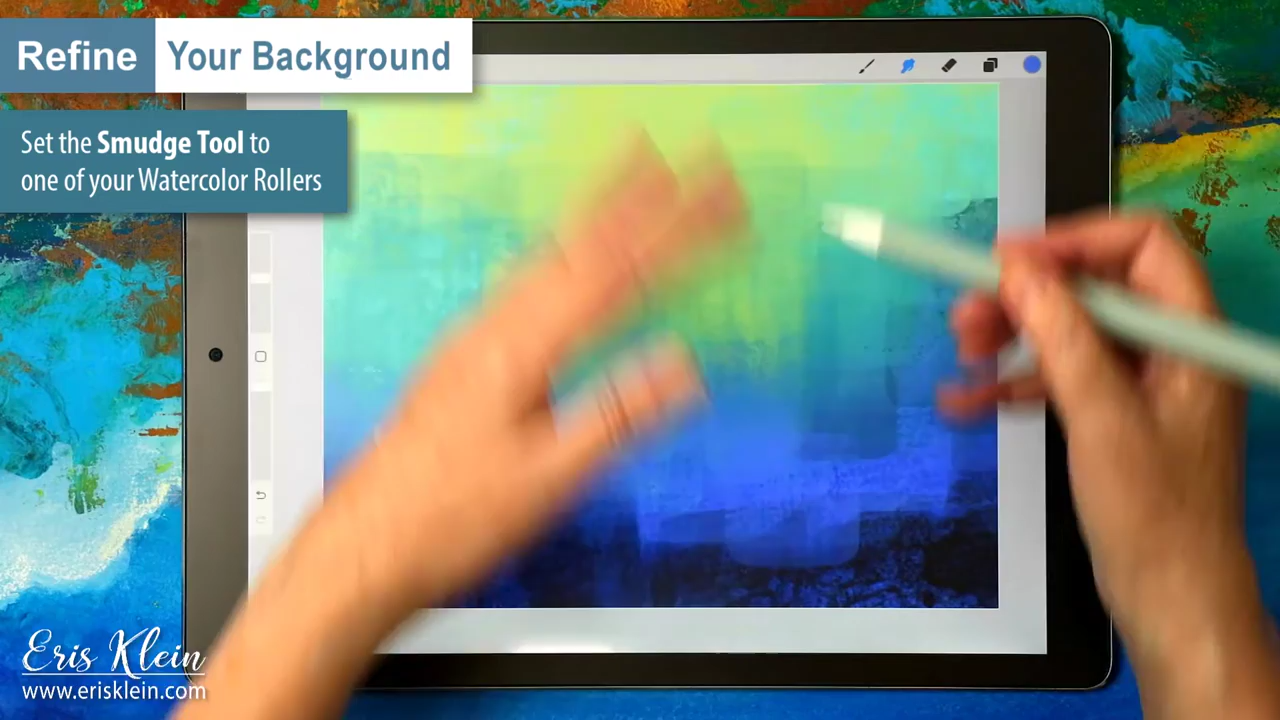 Refine Your Background
Set the Smudge Tool to
one of your Watercolor Rollers
Eris Klein
www.erisklein.com